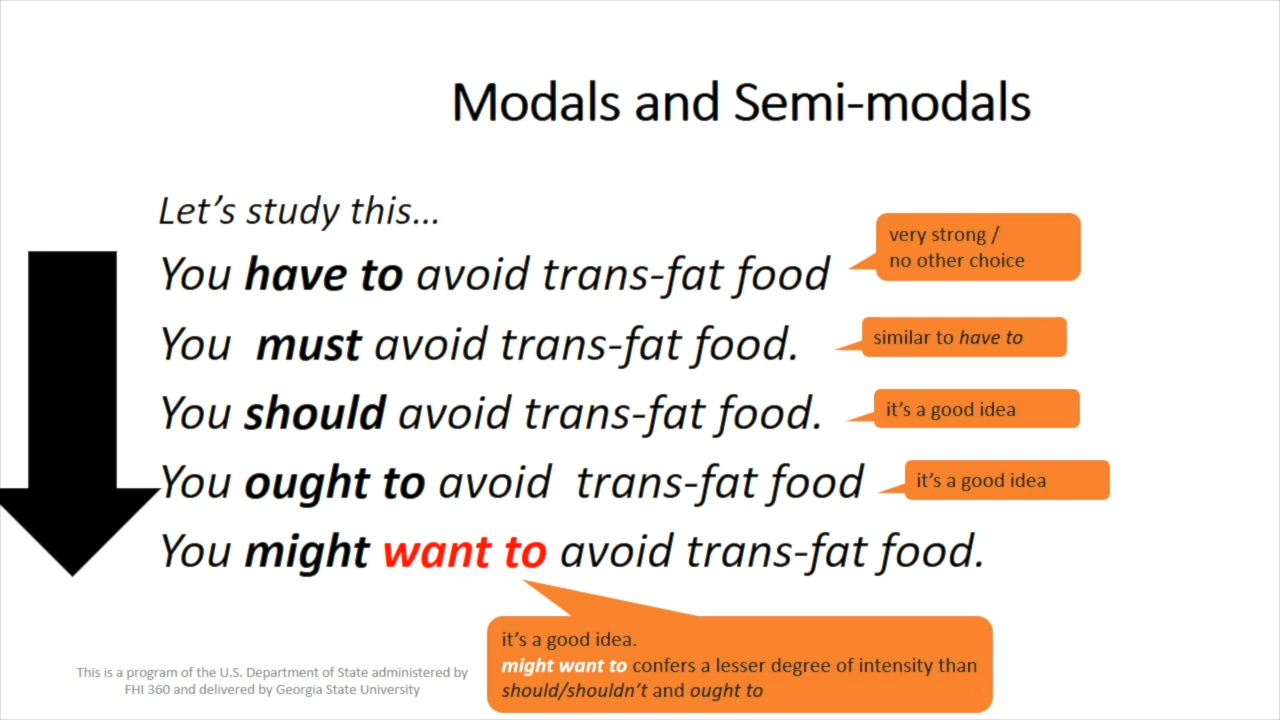 Modals and Semi-modals
Let's study this...
You have to avoid trans-fat food
very strong /
no other choice
You must avoid trans-fat food.
similar to have to
You should avoid trans-fat food.
it's a good idea
You ought to avoid trans-fat food
it's a good idea
You might want to avoid trans-fat food.
it's a good idea.
might want to confers a lesser degree of intensity than
should/shouldn't and ought to
This is a program of the U.S. Department of State administered by
FHI 360 and delivered by Georgia State University